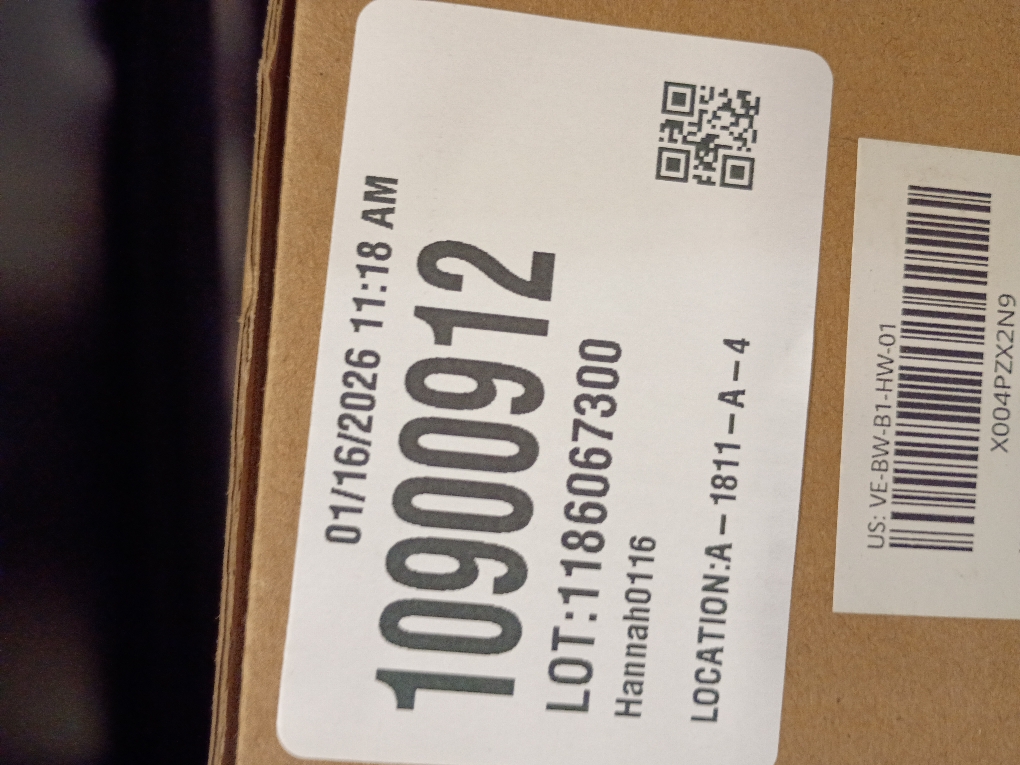 01/16/2026 11:18 AM
10900912
LOT:1186067300
Hannah0116
LOCATION:A–1811–A–4
US: VE-BW-B1-HW-01
X004PZX2N9